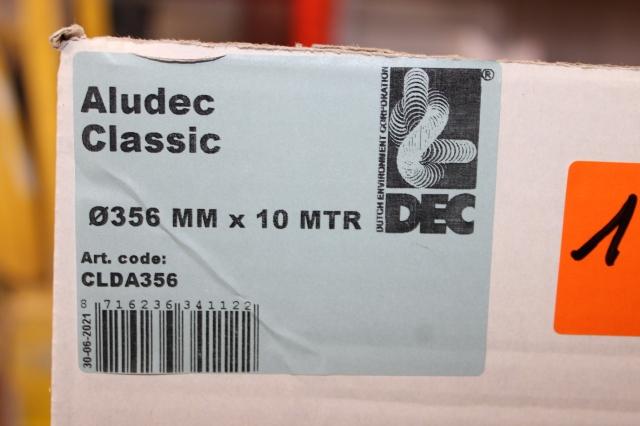 Aludec
Classic
DUTCH ENVIRONMENT CORPORATION
®
DEC
Ø356 MM x 10 MTR
Art. code:
CLDA356
8 716236 341122
30-06-2021
1